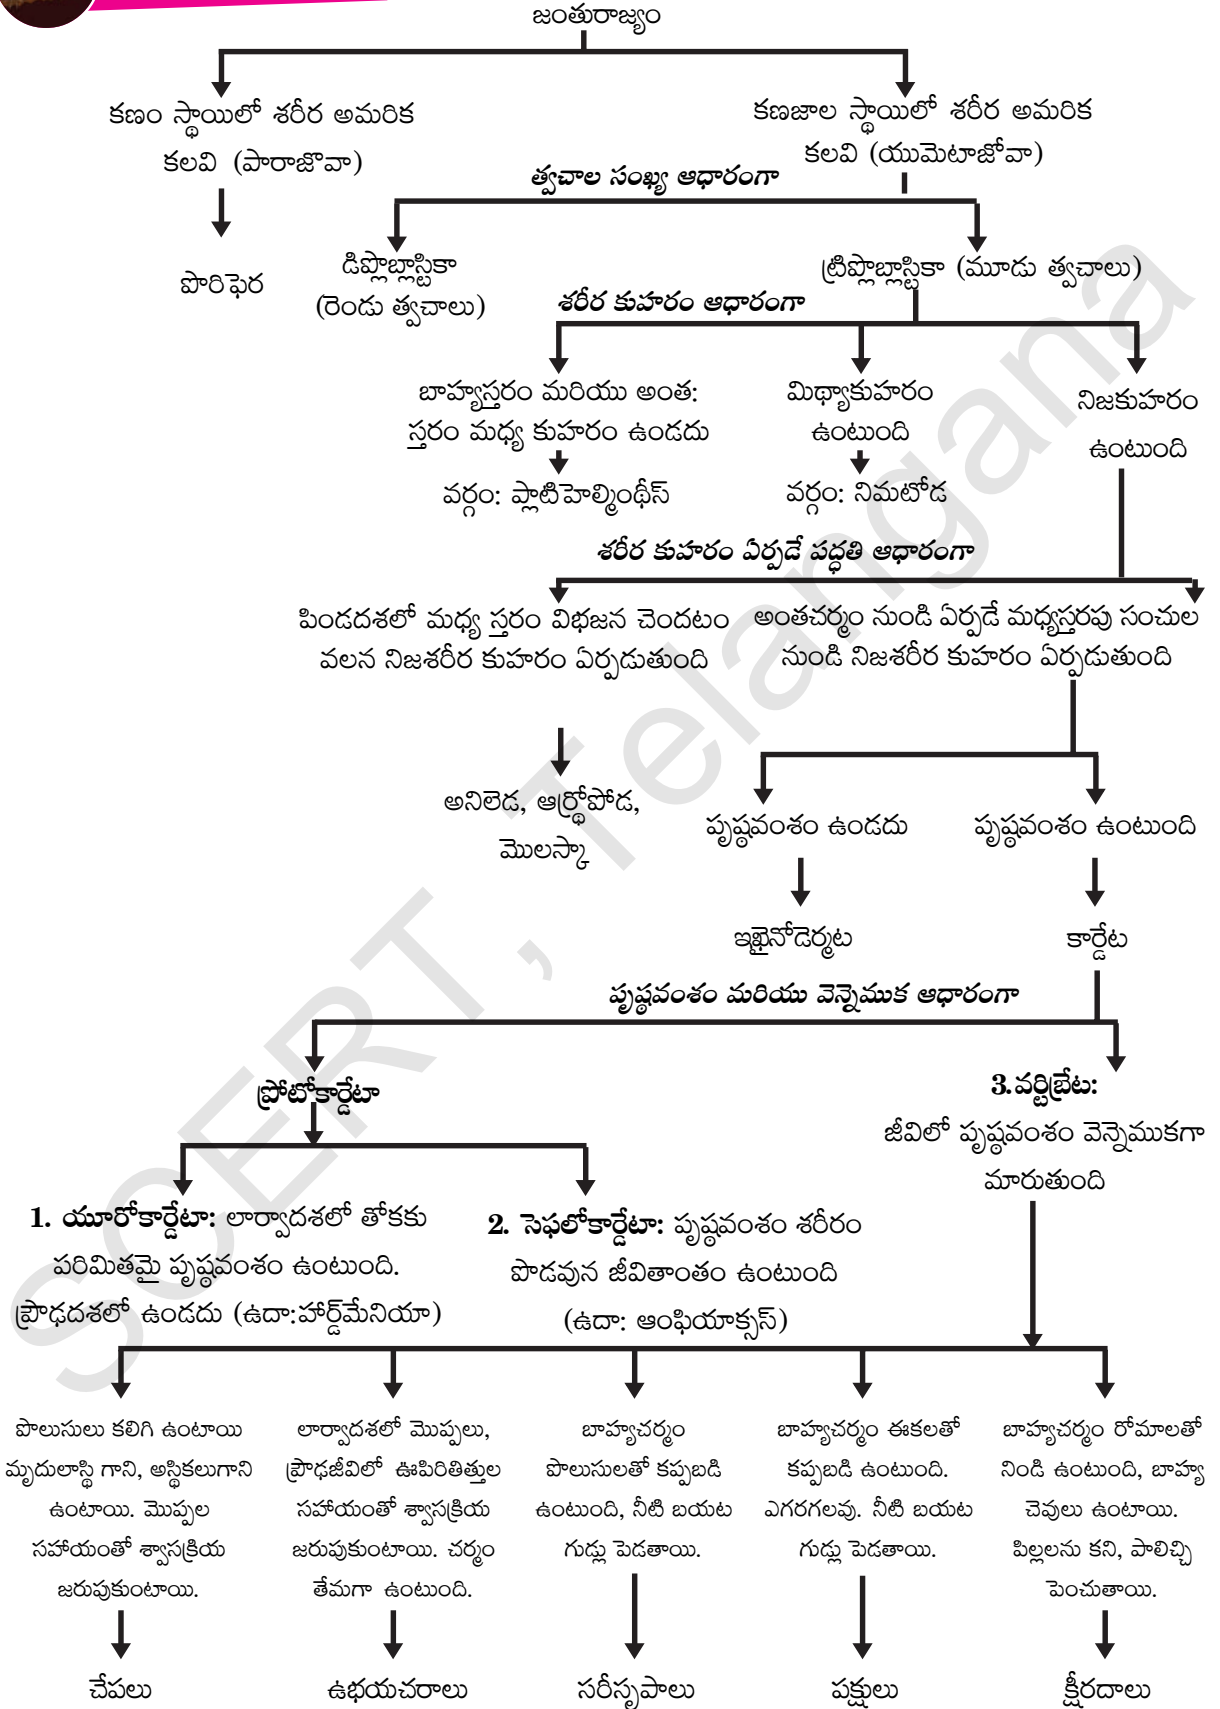 జంతురాజ్యం
కణం స్థాయిలో శరీర అమరిక
కలవి (పారాజొవా)
కణజాల స్థాయిలో శరీర అమరిక
కలవి (యుమెటాజోవా)
త్వచాల సంఖ్య ఆధారంగా
పొరిఫెర
డిప్లొబ్లాస్టికా
(రెండు త్వచాలు)
ట్రిప్లొబ్లాస్టికా (మూడు త్వచాలు)
శరీర కుహరం ఆధారంగా
బాహ్యస్తరం మరియు అంత:
స్తరం మధ్య కుహరం ఉండదు
మిథ్యాకుహరం
ఉంటుంది
నిజకుహరం
ఉంటుంది
వర్గం: ప్లాటిహెల్మింథీస్
వర్గం: నిమటోడ
శరీర కుహరం ఏర్పడే పద్ధతి ఆధారంగా
పిండదశలో మధ్య స్తరం విభజన చెందటం
వలన నిజశరీర కుహరం ఏర్పడుతుంది
అంతచర్మం నుండి ఏర్పడే మధ్యస్తరపు సంచుల
నుండి నిజశరీర కుహరం ఏర్పడుతుంది
అనిలెడ, ఆర్థ్రోపోడ,
మొలస్కా
పృష్ఠవంశం ఉండదు
పృష్ఠవంశం ఉంటుంది
ఇఖైనోడెర్మట
కార్డేట
పృష్ఠవంశం మరియు వెన్నెముక ఆధారంగా
ప్రోటోకార్డేటా
3.వర్టిబ్రేట:
జీవిలో పృష్ఠవంశం వెన్నెముకగా
మారుతుంది
1. యూరోకార్డేటా: లార్వాదశలో తోకకు
పరిమితమై పృష్ఠవంశం ఉంటుంది.
ప్రౌఢదశలో ఉండదు (ఉదా:హార్డ్‌మేనియా)
2. సెఫలోకార్డేటా: పృష్ఠవంశం శరీరం
పొడవున జీవితాంతం ఉంటుంది
(ఉదా: ఆంఫియాక్సస్)
పొలుసులు కలిగి ఉంటాయి
మృదులాస్థి గాని, అస్థికలుగాని
ఉంటాయి. మొప్పల
సహాయంతో శ్వాసక్రియ
జరుపుకుంటాయి.
లార్వాదశలో మొప్పలు,
ప్రౌఢజీవిలో ఊపిరితిత్తుల
సహాయంతో శ్వాసక్రియ
జరుపుకుంటాయి. చర్మం
తేమగా ఉంటుంది.
బాహ్యచర్మం
పొలుసులతో కప్పబడి
ఉంటుంది, నీటి బయట
గుడ్లు పెడతాయి.
బాహ్యచర్మం ఈకలతో
కప్పబడి ఉంటుంది.
ఎగరగలవు. నీటి బయట
గుడ్లు పెడతాయి.
బాహ్యచర్మం రోమాలతో
నిండి ఉంటుంది, బాహ్య
చెవులు ఉంటాయి.
పిల్లలను కని, పాలిచ్చి
పెంచుతాయి.
చేపలు
ఉభయచరాలు
సరీసృపాలు
పక్షులు
క్షీరదాలు
SCERT, Telangana